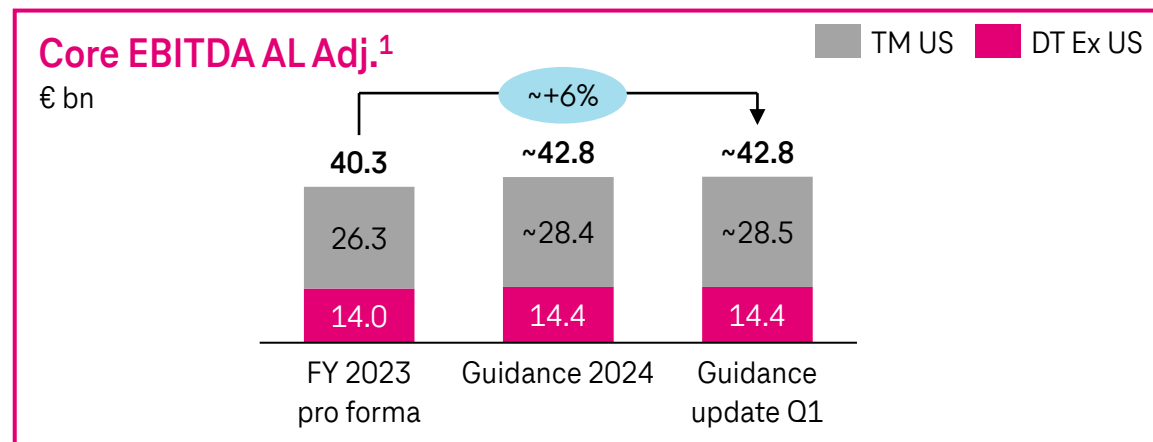 Core EBITDA AL Adj.¹
TM US DT Ex US
€ bn
~+6%
40.3 ~42.8 ~42.8
26.3 ~28.4 ~28.5
14.0 14.4 14.4
FY 2023 Guidance 2024 Guidance
pro forma update Q1